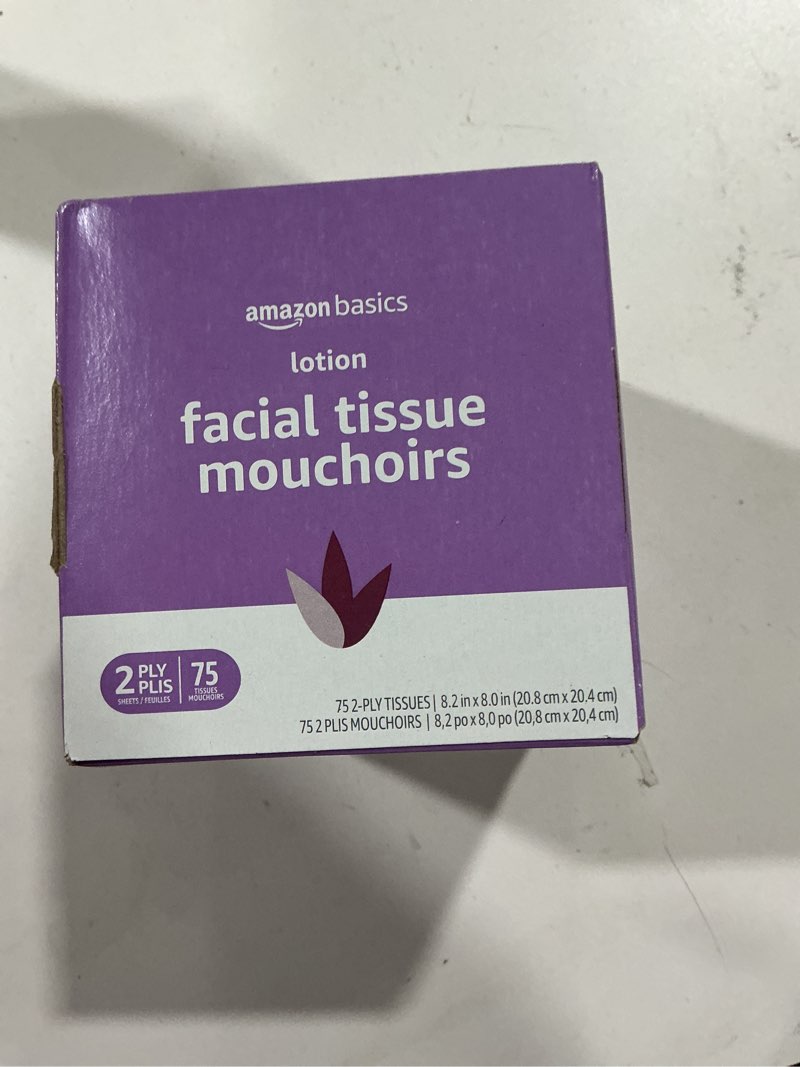 amazon basics
lotion
facial tissue
mouchoirs
2 PLY PLIS SHEETS / FEUILLES | 75 TISSUES MOUCHOIRS
75 2-PLY TISSUES | 8.2 in x 8.0 in (20.8 cm x 20.4 cm)
75 2 PLIS MOUCHOIRS | 8,2 po x 8,0 po (20,8 cm x 20,4 cm)